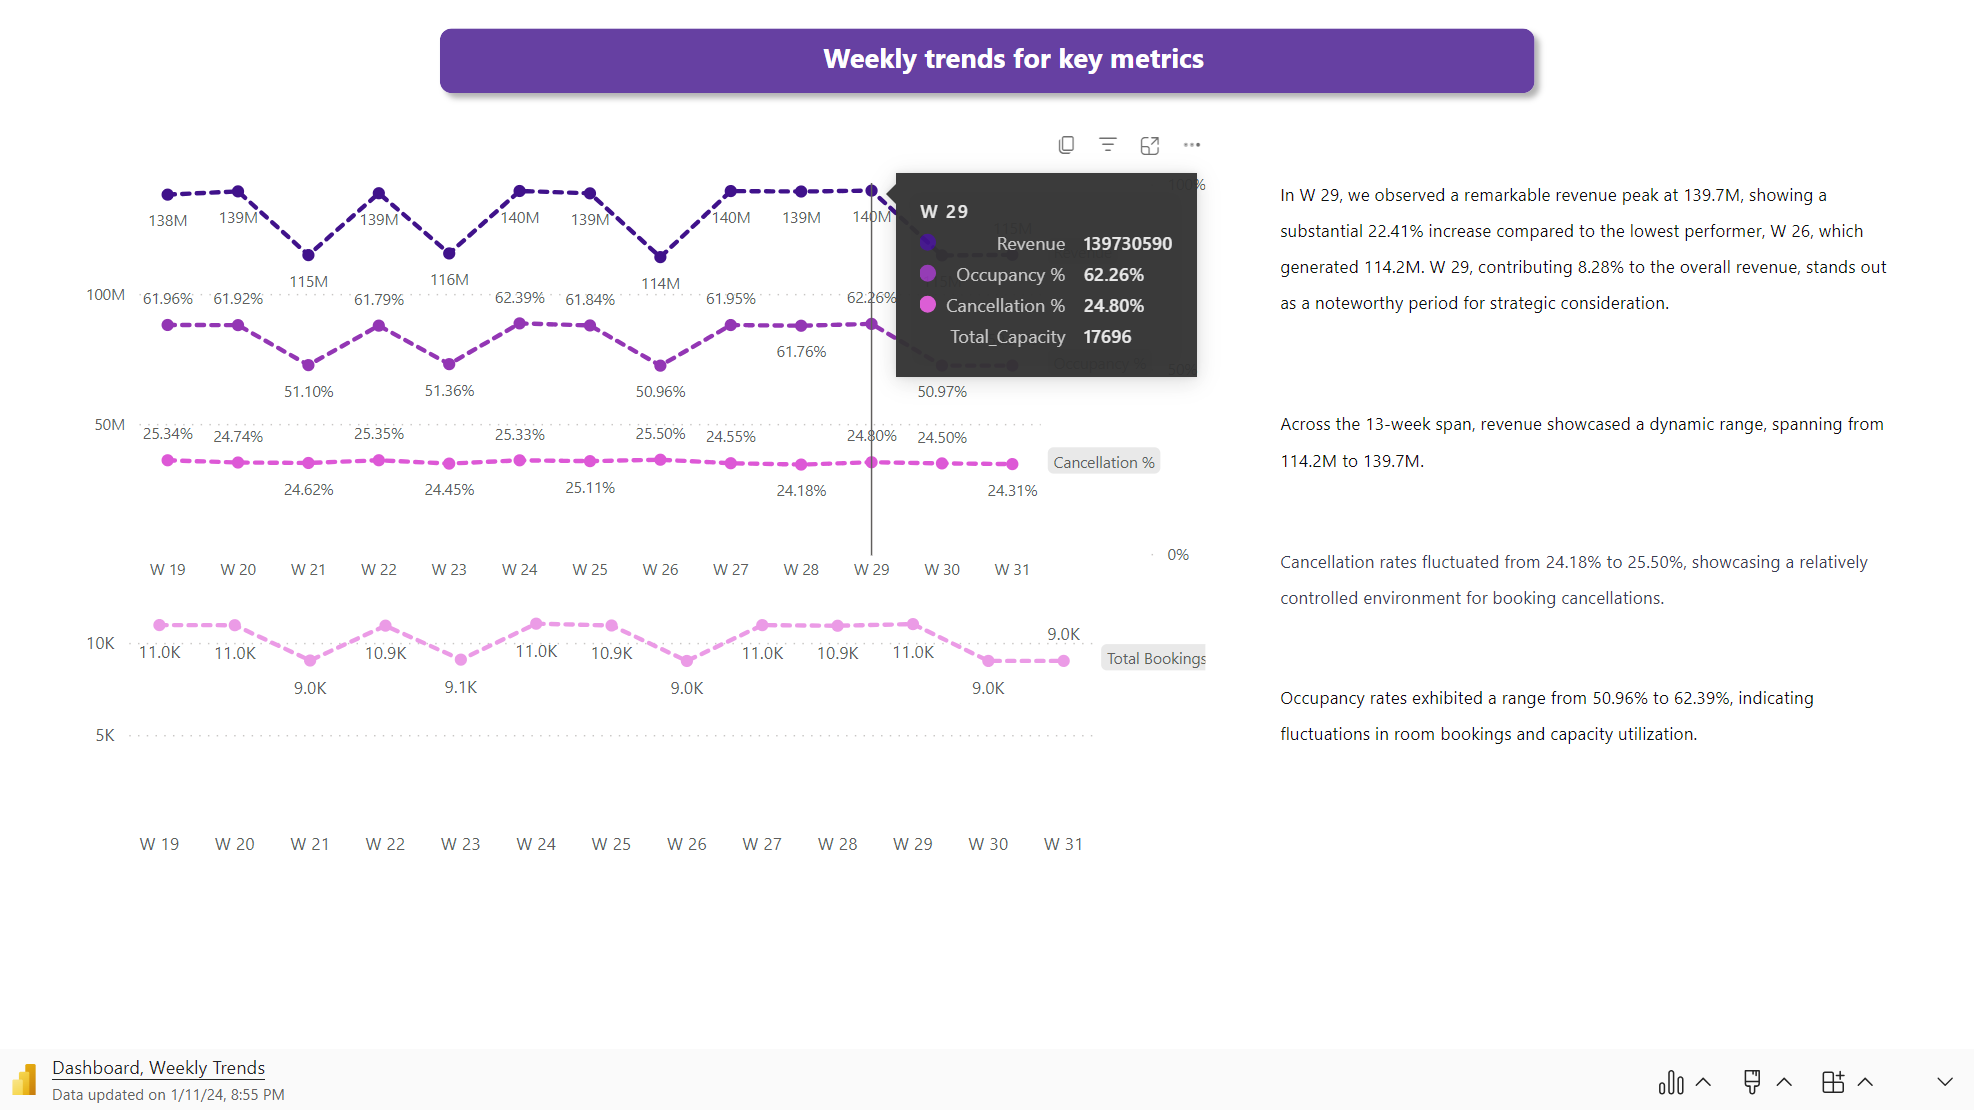 Weekly trends for key metrics
138M 139M 115M 139M 116M 140M 139M 114M 140M 139M 140M
100%
W 29
Revenue 139730590
Occupancy % 62.26%
Cancellation % 24.80%
Total_Capacity 17696
100M
61.96% 61.92% 61.79% 62.39% 61.84% 61.95% 62.26%
61.76%
51.10% 51.36% 50.96% 50.97%
50M
25.34% 24.74% 25.35% 25.33% 25.50% 24.55% 24.80% 24.50%
Cancellation %
24.62% 24.45% 25.11% 24.18% 24.31%
0%
W 19 W 20 W 21 W 22 W 23 W 24 W 25 W 26 W 27 W 28 W 29 W 30 W 31
9.0K
10K
11.0K 11.0K 10.9K 11.0K 10.9K 11.0K 10.9K 11.0K
Total Bookings
9.0K 9.1K 9.0K 9.0K
5K
W 19 W 20 W 21 W 22 W 23 W 24 W 25 W 26 W 27 W 28 W 29 W 30 W 31
In W 29, we observed a remarkable revenue peak at 139.7M, showing a
substantial 22.41% increase compared to the lowest performer, W 26, which
generated 114.2M. W 29, contributing 8.28% to the overall revenue, stands out
as a noteworthy period for strategic consideration.
Across the 13-week span, revenue showcased a dynamic range, spanning from
114.2M to 139.7M.
Cancellation rates fluctuated from 24.18% to 25.50%, showcasing a relatively
controlled environment for booking cancellations.
Occupancy rates exhibited a range from 50.96% to 62.39%, indicating
fluctuations in room bookings and capacity utilization.
Dashboard, Weekly Trends
Data updated on 1/11/24, 8:55 PM